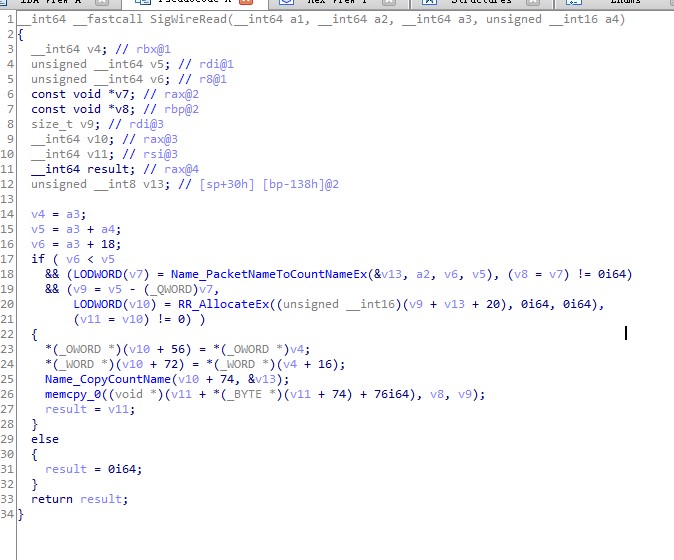 IDA View-A Pseudocode-A Hex View-1 Structures Enums
1 __int64 __fastcall SigWireRead(__int64 a1, __int64 a2, __int64 a3, unsigned __int16 a4)
2 {
3 __int64 v4; // rbx@1
4 unsigned __int64 v5; // rdi@1
5 unsigned __int64 v6; // r8@1
6 const void *v7; // rax@2
7 const void *v8; // rbp@2
8 size_t v9; // rdi@3
9 __int64 v10; // rax@3
10 __int64 v11; // rsi@3
11 __int64 result; // rax@4
12 unsigned __int8 v13; // [sp+30h] [bp-138h]@2
13
14 v4 = a3;
15 v5 = a3 + a4;
16 v6 = a3 + 18;
17 if ( v6 < v5
18 && (LODWORD(v7) = Name_PacketNameToCountNameEx(&v13, a2, v6, v5), (v8 = v7) != 0i64)
19 && (v9 = v5 - (_QWORD)v7,
20 LODWORD(v10) = RR_AllocateEx((unsigned __int16)(v9 + v13 + 20), 0i64, 0i64),
21 (v11 = v10) != 0) )
22 {
23 *(_OWORD *)(v10 + 56) = *(_OWORD *)v4;
24 *(_WORD *)(v10 + 72) = *(_WORD *)(v4 + 16);
25 Name_CopyCountName(v10 + 74, &v13);
26 memcpy_0((void *)(v11 + *(_BYTE *)(v11 + 74) + 76i64), v8, v9);
27 result = v11;
28 }
29 else
30 {
31 result = 0i64;
32 }
33 return result;
34 }